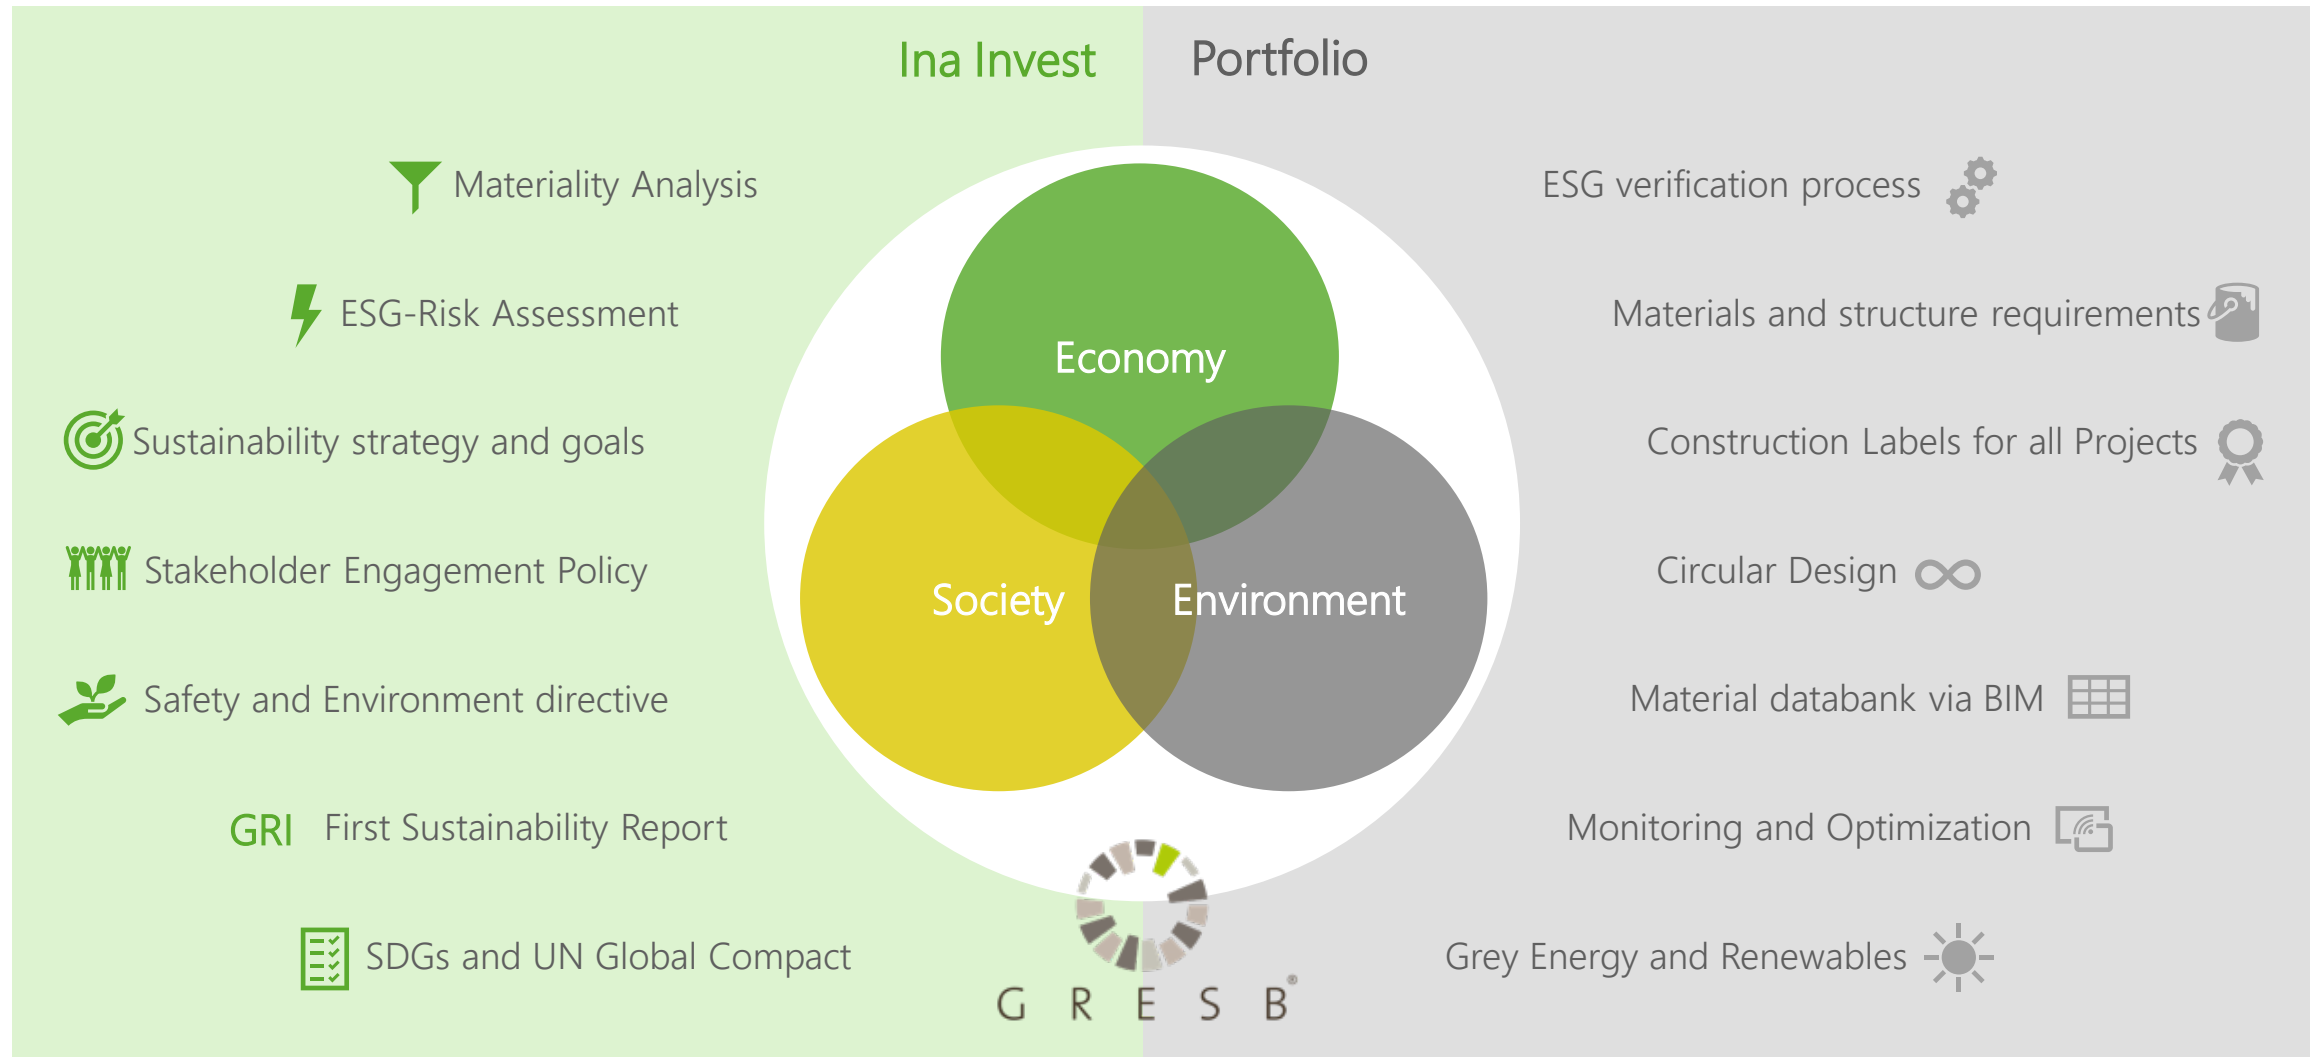 Ina Invest
Portfolio
Materiality Analysis
ESG-Risk Assessment
Sustainability strategy and goals
Stakeholder Engagement Policy
Safety and Environment directive
GRI First Sustainability Report
SDGs and UN Global Compact
Economy
Society
Environment
GRESB®
ESG verification process
Materials and structure requirements
Construction Labels for all Projects
Circular Design
Material databank via BIM
Monitoring and Optimization
Grey Energy and Renewables